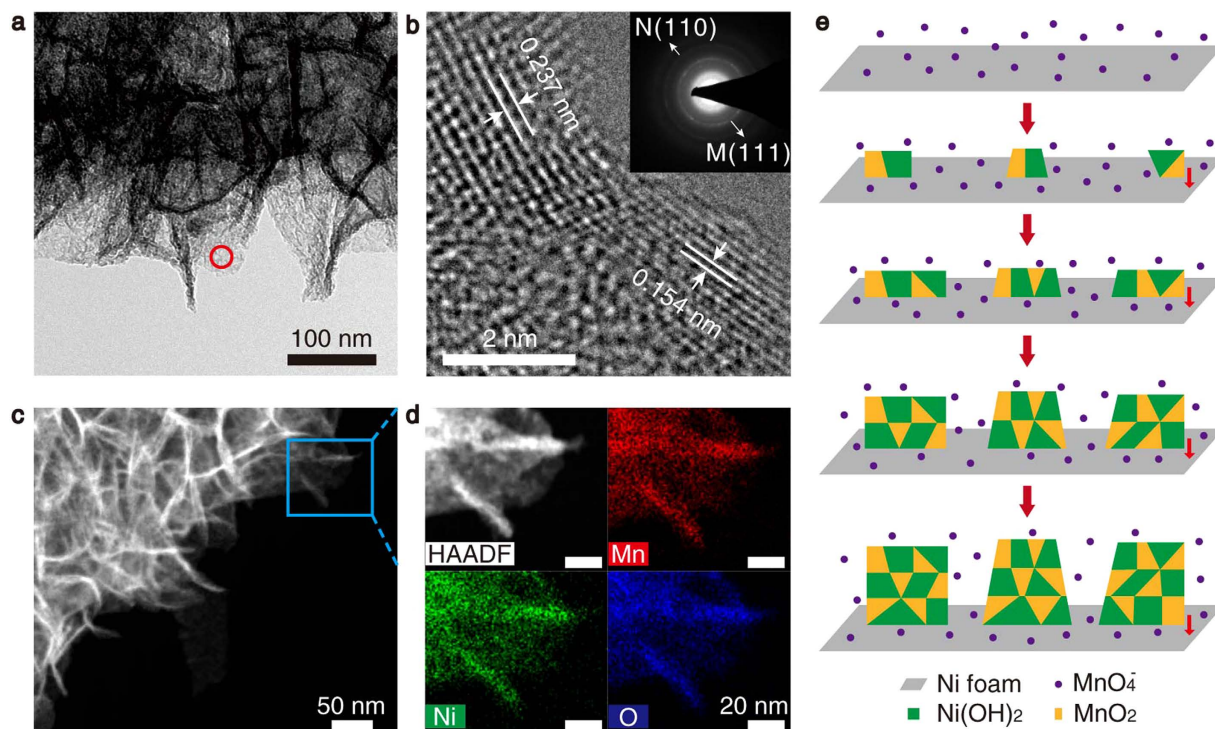 a
100 nm
b
0.237 nm
N(110)
M(111)
0.154 nm
2 nm
c
50 nm
d
HAADF
Mn
Ni
O
20 nm
e
Ni foam
MnO₄⁻
Ni(OH)₂
MnO₂